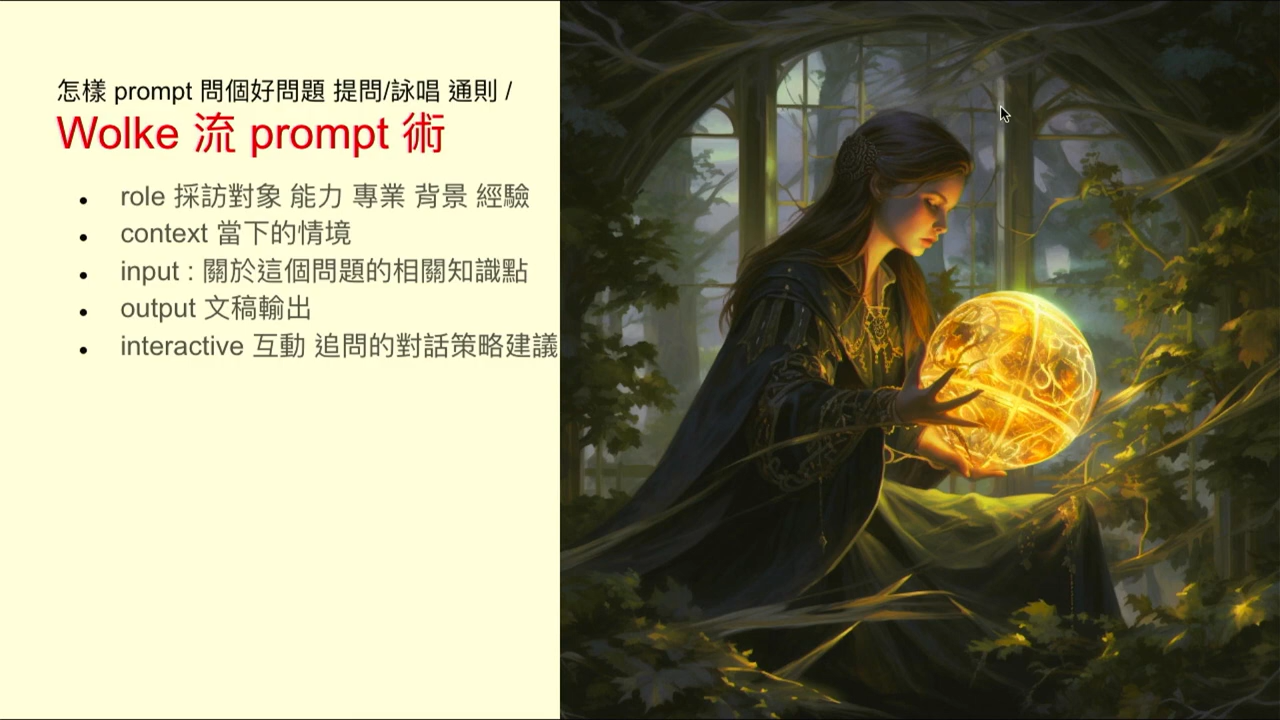 怎樣 prompt 問個好問題 提問/詠唱 通則 /
Wolke 流 prompt 術
role 採訪對象 能力 專業 背景 經驗
context 當下的情境
input : 關於這個問題的相關知識點
output 文稿輸出
interactive 互動 追問的對話策略建議